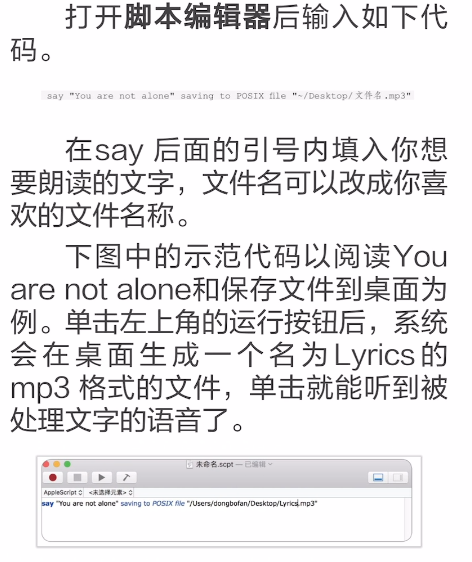 打开脚本编辑器后输入如下代
码。
say "You are not alone" saving to POSIX file "~/Desktop/文件名.mp3"
在say 后面的引号内填入你想
要朗读的文字，文件名可以改成你喜
欢的文件名称。
下图中的示范代码以阅读You
are not alone和保存文件到桌面为
例。单击左上角的运行按钮后，系统
会在桌面生成一个名为Lyrics的
mp3 格式的文件，单击就能听到被
处理文字的语音了。
未命名.scpt — 已编辑
AppleScript <未选择元素>
say "You are not alone" saving to POSIX file "/Users/dongbofan/Desktop/Lyrics.mp3"